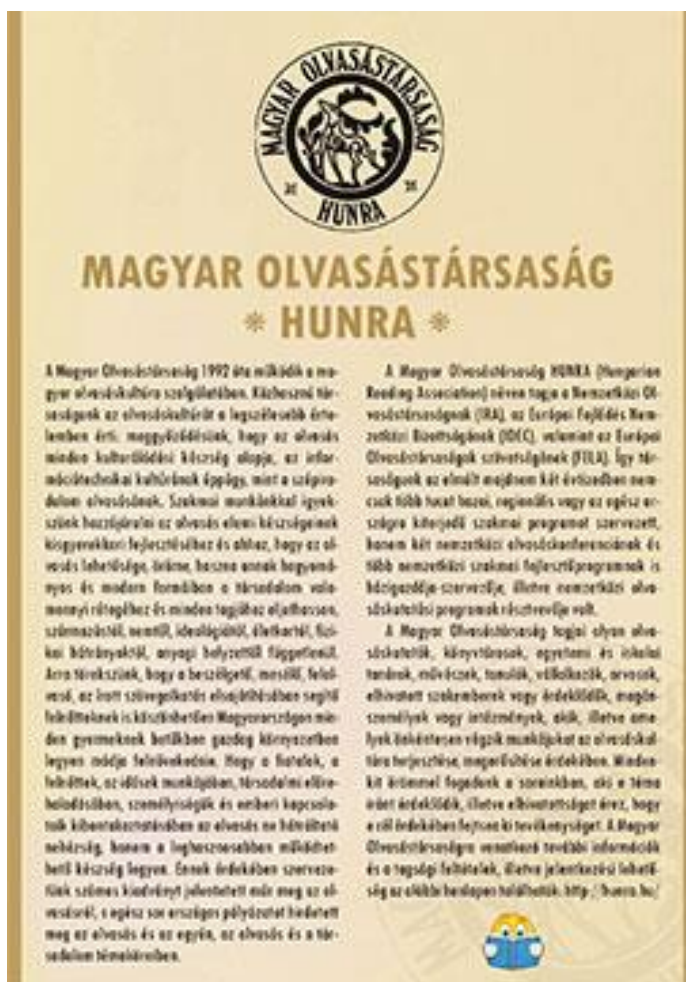 MAGYAR OLVASÁSTÁRSASÁG
HUNRA
MAGYAR OLVASÁSTÁRSASÁG
* HUNRA *
A Magyar Olvasástársaság 1992 óta működik a ma-
gyar olvasáskultúra szolgálatában. Közhasznú tár-
saságunk az olvasáskultúrát a legszélesebb érte-
lemben érti: meggyőződésünk, hogy az olvasás
minden kulturálódási készség alapja, az infor-
mációtechnikai kultúrának éppúgy, mint a szépiro-
dalom olvasásának. Szakmai munkánkkal igyek-
szünk hozzájárulni az olvasás elemi készségeinek
kisgyermekkori fejlesztéséhez és ahhoz, hogy az ol-
vasás lehetősége, öröme, haszna annak hagyomá-
nyos és modern formáiban a társadalom vala-
mennyi rétegéhez és minden tagjához eljuthasson,
származástól, nemtől, ideológiától, életkortól, fizi-
kai hátrányoktól, anyagi helyzettől függetlenül.
Arra törekszünk, hogy a beszélgető, mesélő, felol-
vasó, az írott szövegalkotás elsajátításában segítő
felnőtteknek is köszönhetően Magyarországon min-
den gyermeknek betűkben gazdag környezetben
legyen módja felnövekednie. Hogy a fiatalok, a
felnőttek, az idősek munkájában, társadalmi előre-
haladásában, személyiségük és emberi kapcsola-
taik kibontakoztatásában az olvasás ne hátráltató
nehézség, hanem a leghasznosabban működtet-
hető készség legyen. Ennek érdekében szerveze-
tünk számos kiadványt jelentetett már meg az ol-
vasásról, s egész sor országos pályázatot hirdetett
meg az olvasás és az egyén, az olvasás és a tár-
sadalom témaköreiben.
A Magyar Olvasástársaság HUNRA (Hungarian
Reading Association) néven tagja a Nemzetközi Ol-
vasástársaságnak (IRA), az Európai Fejlődés Nem-
zetközi Bizottságának (IDEC), valamint az Európai
Olvasástársaságok szövetségének (FELA). Így tár-
saságunk az elmúlt majdnem két évtizedben nem-
csak több tucat hazai, regionális vagy az egész or-
szágra kiterjedő szakmai programot szervezett,
hanem két nemzetközi olvasáskonferenciának és
több nemzetközi szakmai fejlesztőprogramnak is
házigazdája-szervezője, illetve nemzetközi olva-
sáskutatási programok résztvevője volt.
A Magyar Olvasástársaság tagjai olyan olva-
sáskutatók, könyvtárosok, egyetemi és iskolai
tanárok, művészek, tanulók, vállalkozók, orvosok,
elhivatott szakemberek vagy érdeklődők, magán-
személyek vagy intézmények, akik, illetve ame-
lyek önkéntesen végzik munkájukat az olvasáskul-
túra terjesztése, megerősítése érdekében. Minden-
kit örömmel fogadunk a sorainkban, aki e téma
iránt érdeklődik, illetve elhivatottságot érez, hogy
e cél érdekében fejtsen ki tevékenységet. A Magyar
Olvasástársaságra vonatkozó további információk
és a tagsági feltételek, illetve jelentkezési lehető-
ség az alábbi honlapon találhatók: http://hunra.hu/